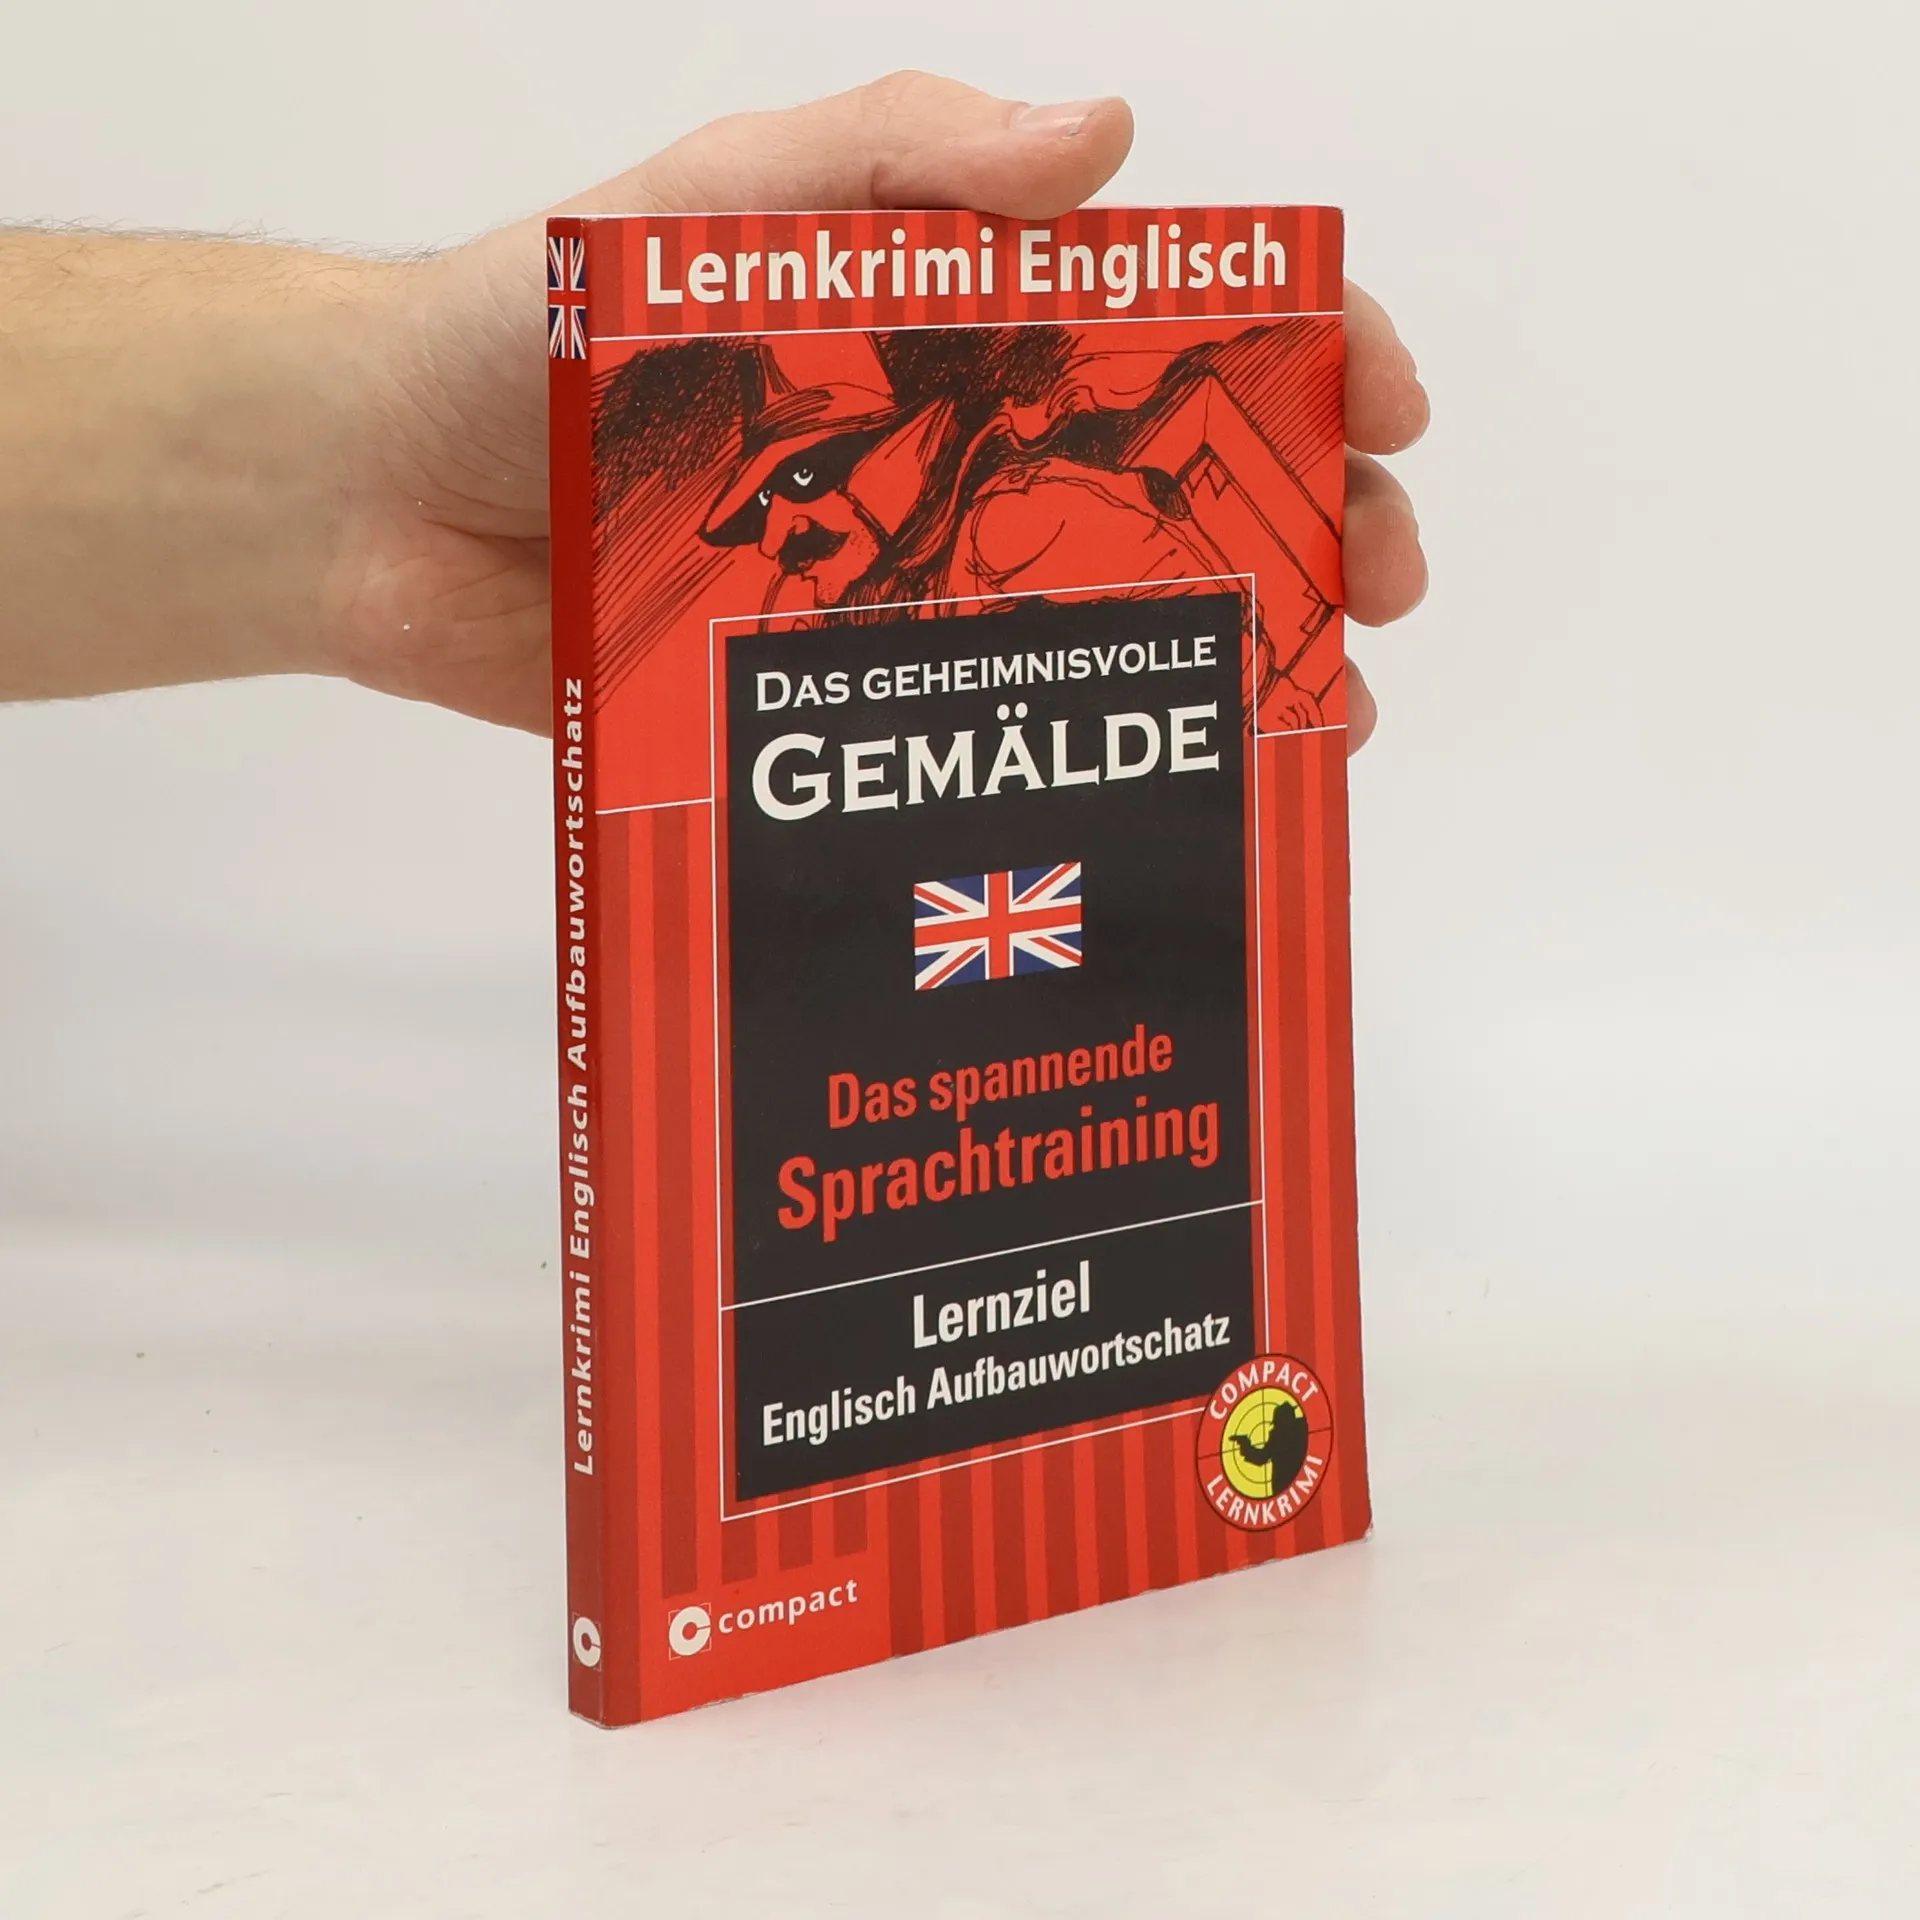 Lernkrimi Englisch
DAS GEHEIMNISVOLLE
GEMÄLDE
Das spannende
Sprachtraining
Lernziel
Englisch Aufbauwortschatz
COMPACT
LERNKRIMI
compact
Lernkrimi Englisch Aufbauwortschatz